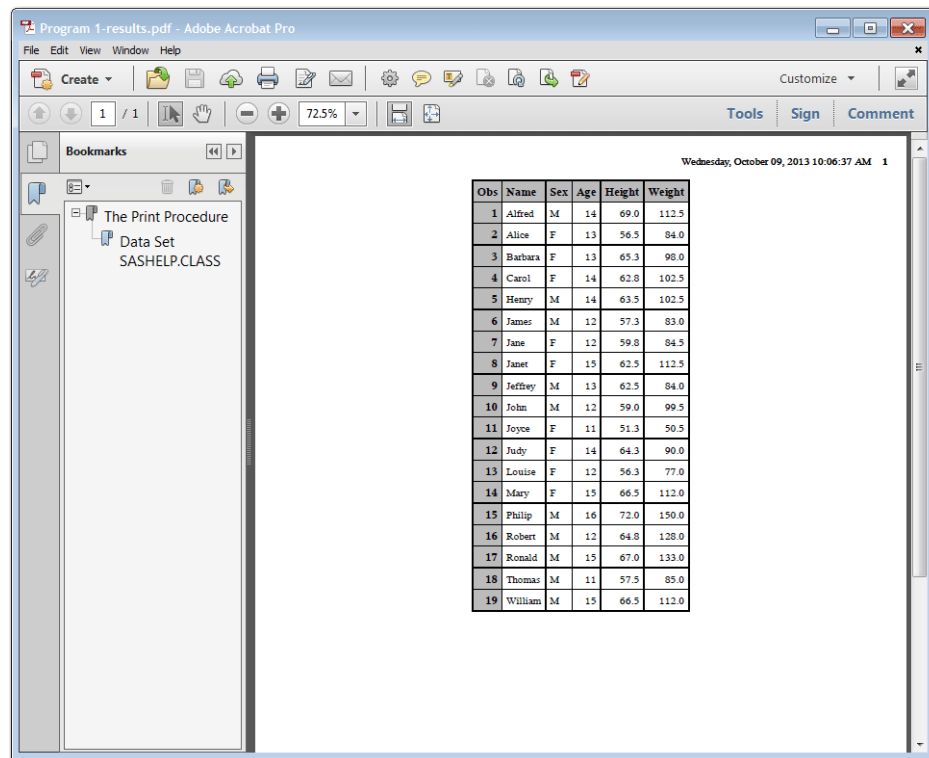 Program 1-results.pdf - Adobe Acrobat Pro
File Edit View Window Help
Create Customize
1 / 1 72.5% Tools Sign Comment
Bookmarks
The Print Procedure
Data Set
SASHELP.CLASS
Wednesday, October 09, 2013 10:06:37 AM 1
Obs Name Sex Age Height Weight
1 Alfred M 14 69.0 112.5
2 Alice F 13 56.5 84.0
3 Barbara F 13 65.3 98.0
4 Carol F 14 62.8 102.5
5 Henry M 14 63.5 102.5
6 James M 12 57.3 83.0
7 Jane F 12 59.8 84.5
8 Janet F 15 62.5 112.5
9 Jeffrey M 13 62.5 84.0
10 John M 12 59.0 99.5
11 Joyce F 11 51.3 50.5
12 Judy F 14 64.3 90.0
13 Louise F 12 56.3 77.0
14 Mary F 15 66.5 112.0
15 Philip M 16 72.0 150.0
16 Robert M 12 64.8 128.0
17 Ronald M 15 67.0 133.0
18 Thomas M 11 57.5 85.0
19 William M 15 66.5 112.0